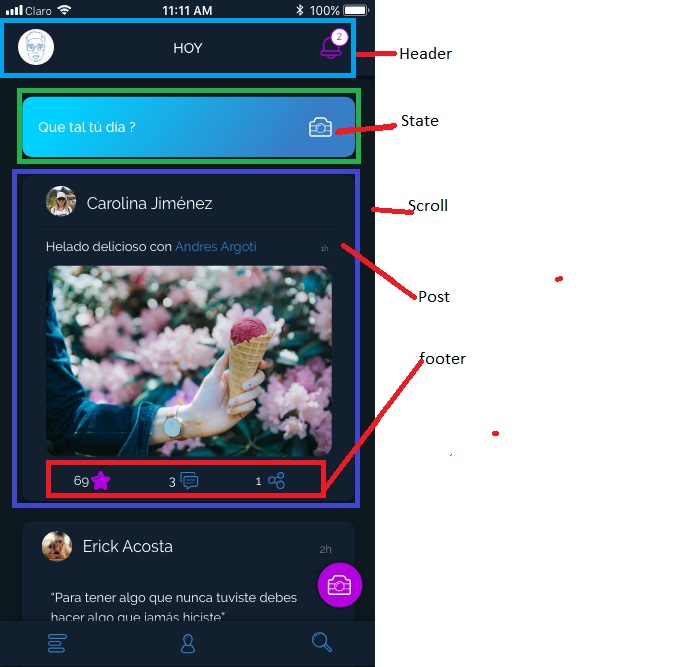 Claro 11:11 AM 100%
HOY
2
Header
Que tal tú día ?
State
Carolina Jiménez
Scroll
Helado delicioso con Andres Argoti 1h
Post
footer
69 3 1
Erick Acosta 2h
“Para tener algo que nunca tuviste debes
hacer algo que jamás hiciste”